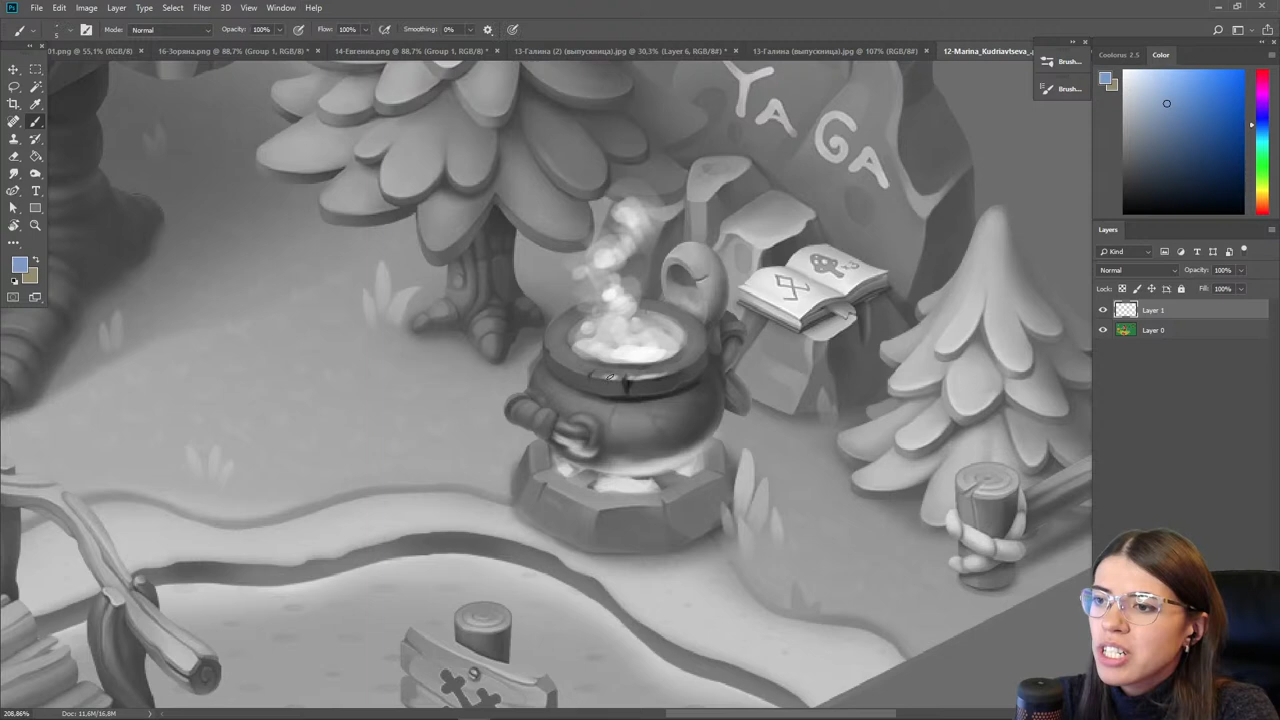 Ps File Edit Image Layer Type Select Filter 3D View Window Help
Mode: Normal Opacity: 100% Flow: 100% Smoothing: 0%
01.png @ 55,1% (RGB/8) × 16-Зоряна.png @ 88,7% (Group 1, RGB/8) * × 14-Евгения.png @ 88,7% (Group 1, RGB/8*) * × 13-Галина (2) (выпускница).jpg @ 30,3% (Layer 6, RGB/8#) * × 13-Галина (выпускница).jpg @ 107% (RGB/8#) × 12-Marina_Kudriavtseva_
Brush...
Brush...
Coolorus 2.5 Color
YA GA
Layers
Kind
Normal Opacity: 100%
Lock: Fill: 100%
Layer 1
Layer 0
208,86% Doc: 11,6M/16,8M